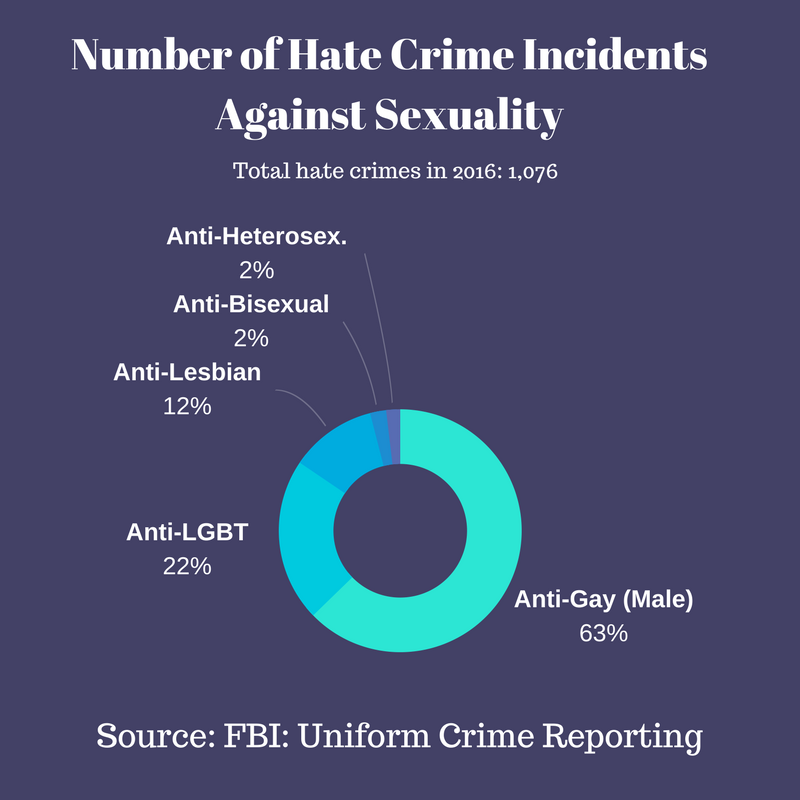 Number of Hate Crime Incidents
Against Sexuality
Total hate crimes in 2016: 1,076
Anti-Heterosex.
2%
Anti-Bisexual
2%
Anti-Lesbian
12%
Anti-LGBT
22%
Anti-Gay (Male)
63%
Source: FBI: Uniform Crime Reporting